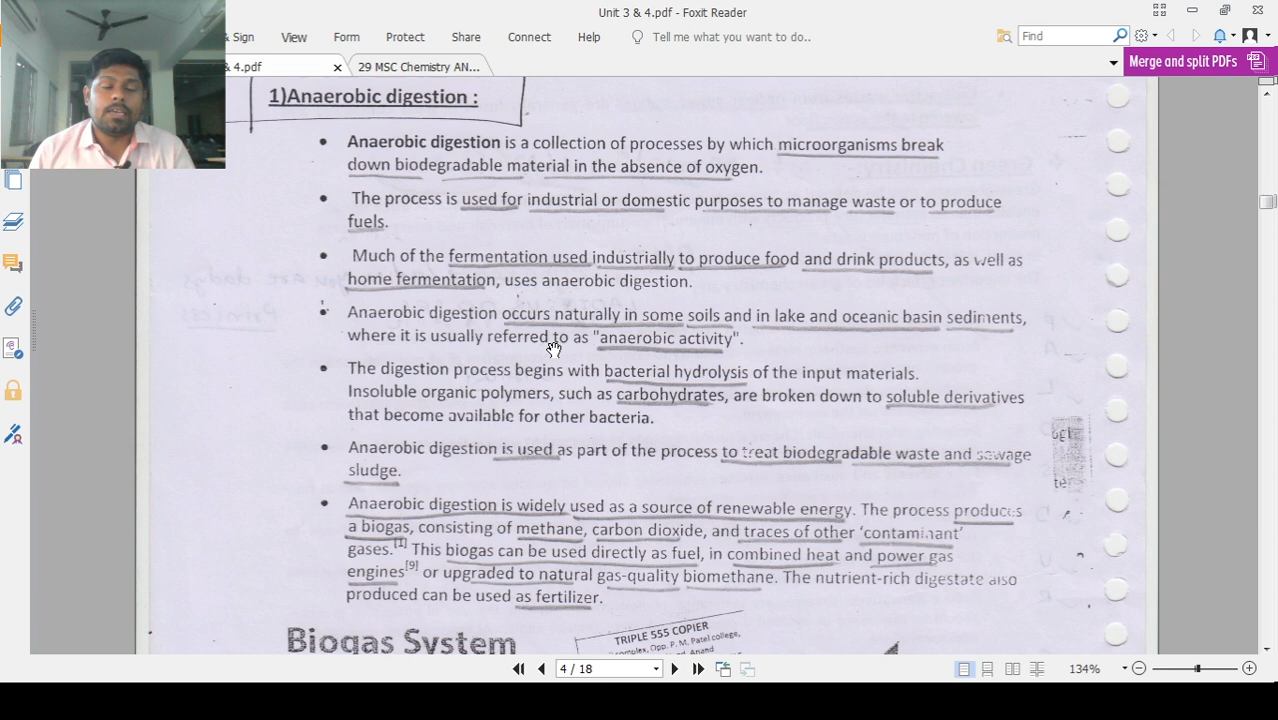 Unit 3 & 4.pdf - Foxit Reader
Sign View Form Protect Share Connect Help Tell me what you want to do.. Find
& 4.pdf x 29 MSC Chemistry AN... Merge and split PDFs
1)Anaerobic digestion :
• Anaerobic digestion is a collection of processes by which microorganisms break
down biodegradable material in the absence of oxygen.
• The process is used for industrial or domestic purposes to manage waste or to produce
fuels.
• Much of the fermentation used industrially to produce food and drink products, as well as
home fermentation, uses anaerobic digestion.
• Anaerobic digestion occurs naturally in some soils and in lake and oceanic basin sediments,
where it is usually referred to as "anaerobic activity".
• The digestion process begins with bacterial hydrolysis of the input materials.
Insoluble organic polymers, such as carbohydrates, are broken down to soluble derivatives
that become available for other bacteria.
• Anaerobic digestion is used as part of the process to treat biodegradable waste and sewage
sludge.
• Anaerobic digestion is widely used as a source of renewable energy. The process produces
a biogas, consisting of methane, carbon dioxide, and traces of other 'contaminant'
gases.[1] This biogas can be used directly as fuel, in combined heat and power gas
engines[9] or upgraded to natural gas-quality biomethane. The nutrient-rich digestate also
produced can be used as fertilizer.
Biogas System
TRIPLE 555 COPIER
Opp. P. M. Patel college,
Anand
4 / 18 134%